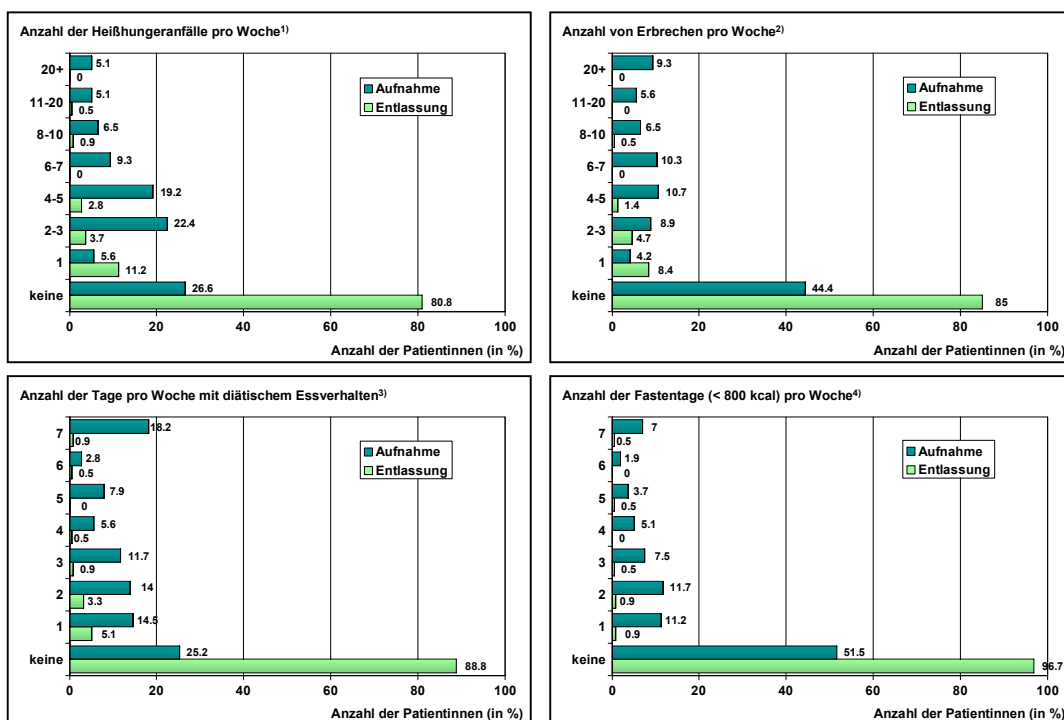 Anzahl der Heißhungeranfälle pro Woche1)
20+ 5.1
0
11-20 5.1
0.5
8-10 6.5
0.9
6-7 9.3
0
4-5 19.2
2.8
2-3 22.4
3.7
1 5.6
11.2
keine 26.6
80.8
Aufnahme
Entlassung
0 20 40 60 80 100
Anzahl der Patientinnen (in %)
Anzahl von Erbrechen pro Woche2)
20+ 9.3
0
11-20 5.6
0
8-10 6.5
0.5
6-7 10.3
0
4-5 10.7
1.4
2-3 8.9
4.7
1 4.2
8.4
keine 44.4
85
Aufnahme
Entlassung
0 20 40 60 80 100
Anzahl der Patientinnen (in %)
Anzahl der Tage pro Woche mit diätischem Essverhalten3)
7 18.2
0.9
6 2.8
0.5
5 7.9
0
4 5.6
0.5
3 11.7
0.9
2 14
3.3
1 14.5
5.1
keine 25.2
88.8
Aufnahme
Entlassung
0 20 40 60 80 100
Anzahl der Patientinnen (in %)
Anzahl der Fastentage (< 800 kcal) pro Woche4)
7 7
0.5
6 1.9
0
5 3.7
0.5
4 5.1
0
3 7.5
0.5
2 11.7
0.9
1 11.2
0.9
keine 51.5
96.7
Aufnahme
Entlassung
0 20 40 60 80 100
Anzahl der Patientinnen (in %)